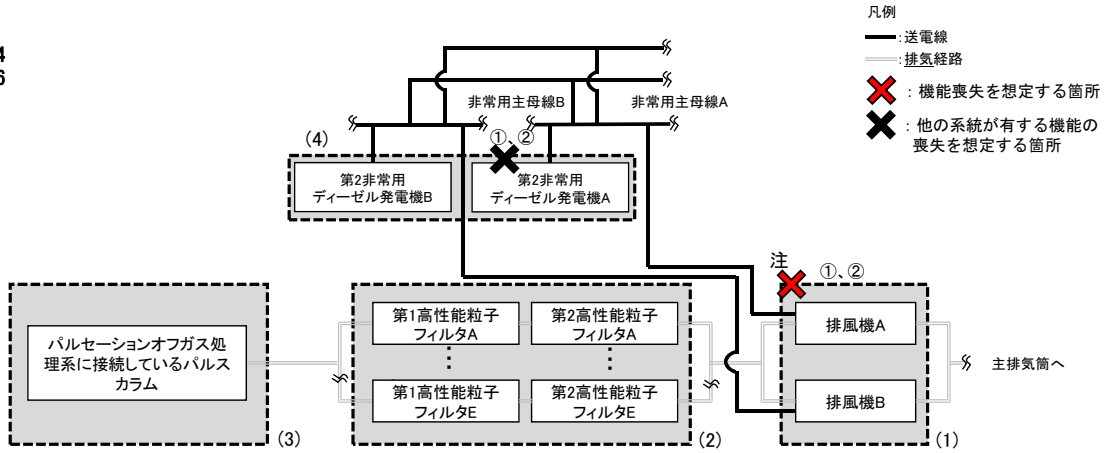 4
6
凡例
:送電線
:排気経路
:機能喪失を想定する箇所
:他の系統が有する機能の
喪失を想定する箇所
非常用主母線B
非常用主母線A
(4)
①、②
第2非常用
ディーゼル発電機B
第2非常用
ディーゼル発電機A
注
①、②
パルセーションオフガス処
理系に接続しているパルス
カラム
(3)
第1高性能粒子
フィルタA
第2高性能粒子
フィルタA
第1高性能粒子
フィルタE
第2高性能粒子
フィルタE
(2)
排風機A
排風機B
(1)
主排気筒へ